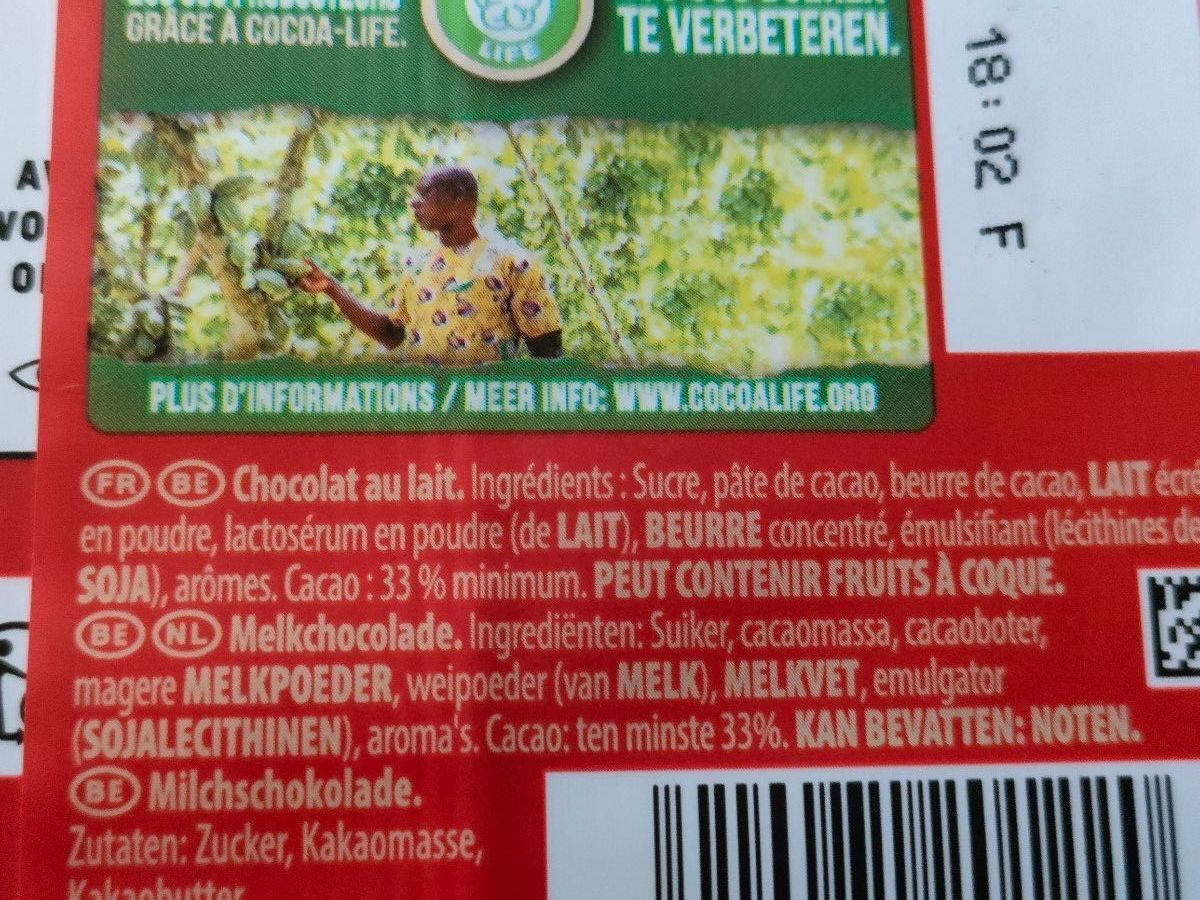 GRÂCE À COCOA-LIFE.
LIFE
TE VERBETEREN.
18:02 F
PLUS D'INFORMATIONS / MEER INFO: WWW.COCOALIFE.ORG
FR BE Chocolat au lait. Ingrédients : Sucre, pâte de cacao, beurre de cacao, LAIT écré
en poudre, lactosérum en poudre (de LAIT), BEURRE concentré, émulsifiant (lécithines de
SOJA), arômes. Cacao : 33 % minimum. PEUT CONTENIR FRUITS À COQUE.
BE NL Melkchocolade. Ingrediënten: Suiker, cacaomassa, cacaoboter,
magere MELKPOEDER, weipoeder (van MELK), MELKVET, emulgator
(SOJALECITHINEN), aroma's. Cacao: ten minste 33%. KAN BEVATTEN: NOTEN.
BE Milchschokolade.
Zutaten: Zucker, Kakaomasse,
Kakaobutter